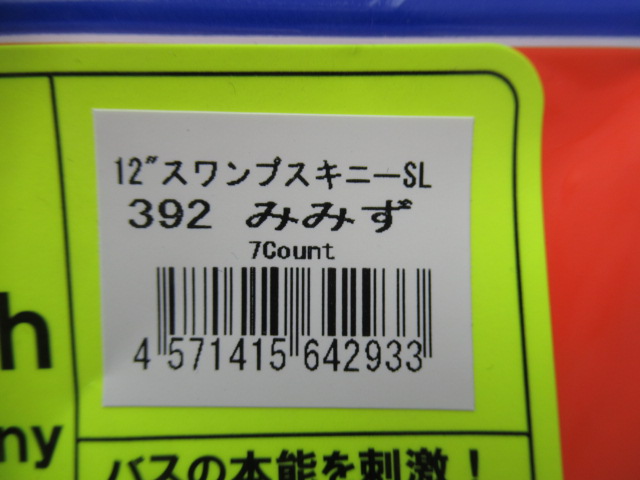 12"スワンプスキニーSL
392 みみず
7Count
4 571415 642933
h
ny
バスの本能を刺激!